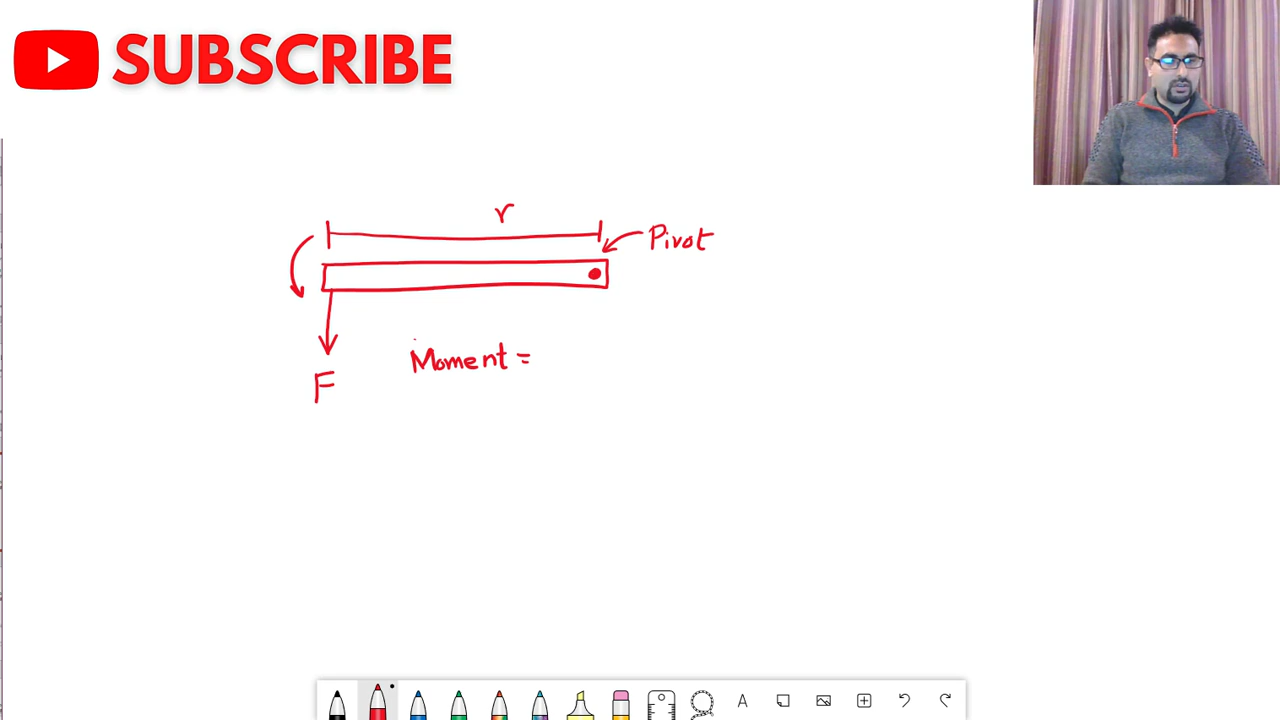 SUBSCRIBE
r
Pivot
Moment =
F
A